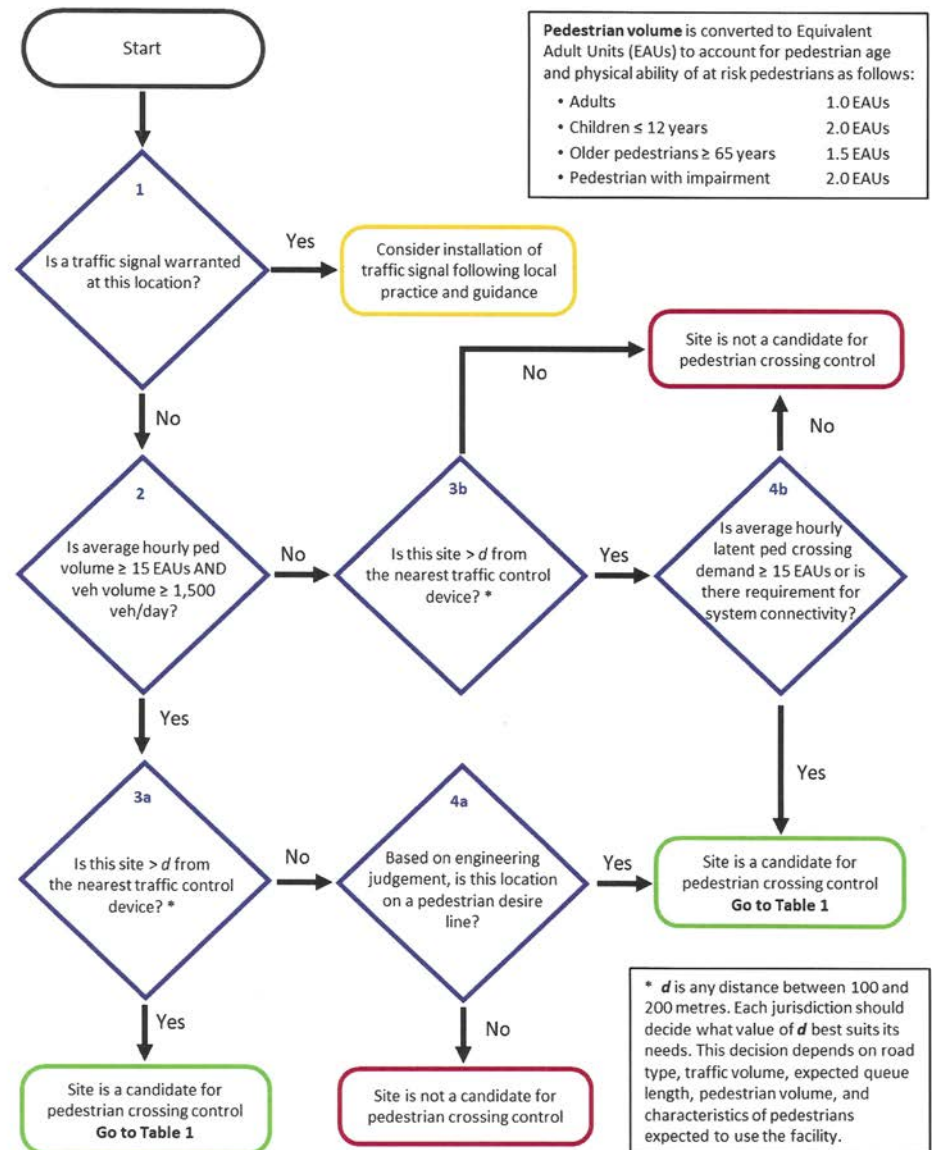 Start
Pedestrian volume is converted to Equivalent
Adult Units (EAUs) to account for pedestrian age
and physical ability of at risk pedestrians as follows:
• Adults 1.0 EAUs
• Children ≤ 12 years 2.0 EAUs
• Older pedestrians ≥ 65 years 1.5 EAUs
• Pedestrian with impairment 2.0 EAUs
1
Is a traffic signal warranted
at this location?
Yes
Consider installation of
traffic signal following local
practice and guidance
No
Site is not a candidate for
pedestrian crossing control
No
No
2
Is average hourly ped
volume ≥ 15 EAUs AND
veh volume ≥ 1,500
veh/day?
No
3b
Is this site > d from
the nearest traffic control
device? *
Yes
4b
Is average hourly
latent ped crossing
demand ≥ 15 EAUs or is
there requirement for
system connectivity?
Yes
Yes
3a
Is this site > d from
the nearest traffic control
device? *
No
4a
Based on engineering
judgement, is this location
on a pedestrian desire
line?
Yes
Site is a candidate for
pedestrian crossing control
Go to Table 1
Yes
No
Site is a candidate for
pedestrian crossing control
Go to Table 1
Site is not a candidate for
pedestrian crossing control
* d is any distance between 100 and
200 metres. Each jurisdiction should
decide what value of d best suits its
needs. This decision depends on road
type, traffic volume, expected queue
length, pedestrian volume, and
characteristics of pedestrians
expected to use the facility.